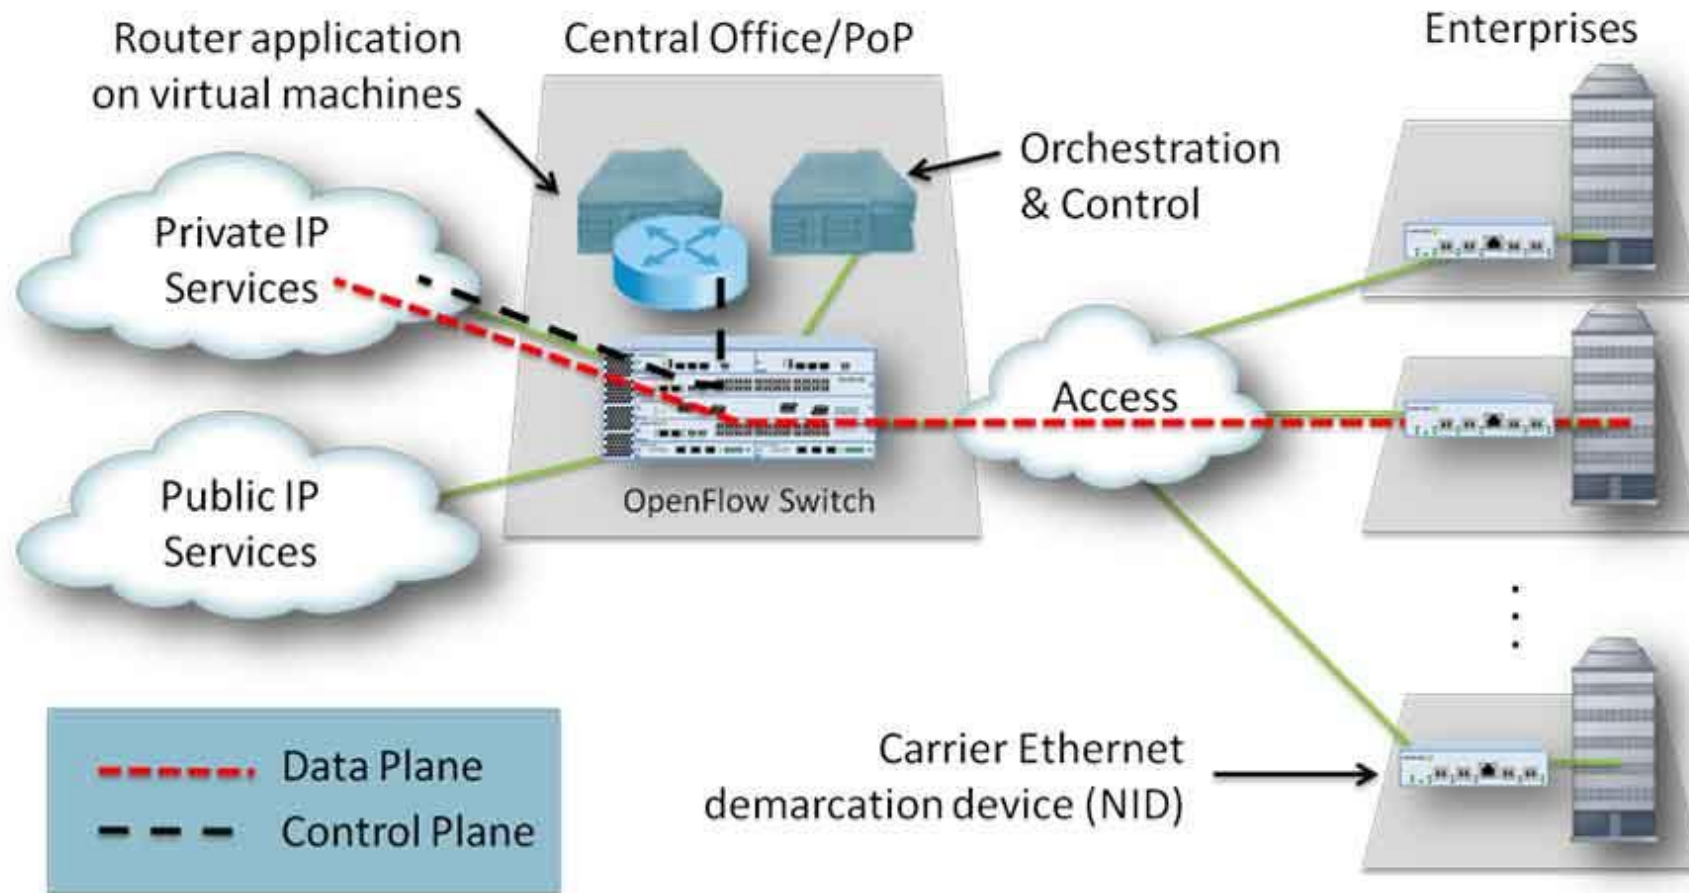 Router application
on virtual machines
Central Office/PoP
Enterprises
Orchestration
& Control
Private IP
Services
Access
Public IP
Services
OpenFlow Switch
Data Plane
Control Plane
Carrier Ethernet
demarcation device (NID)